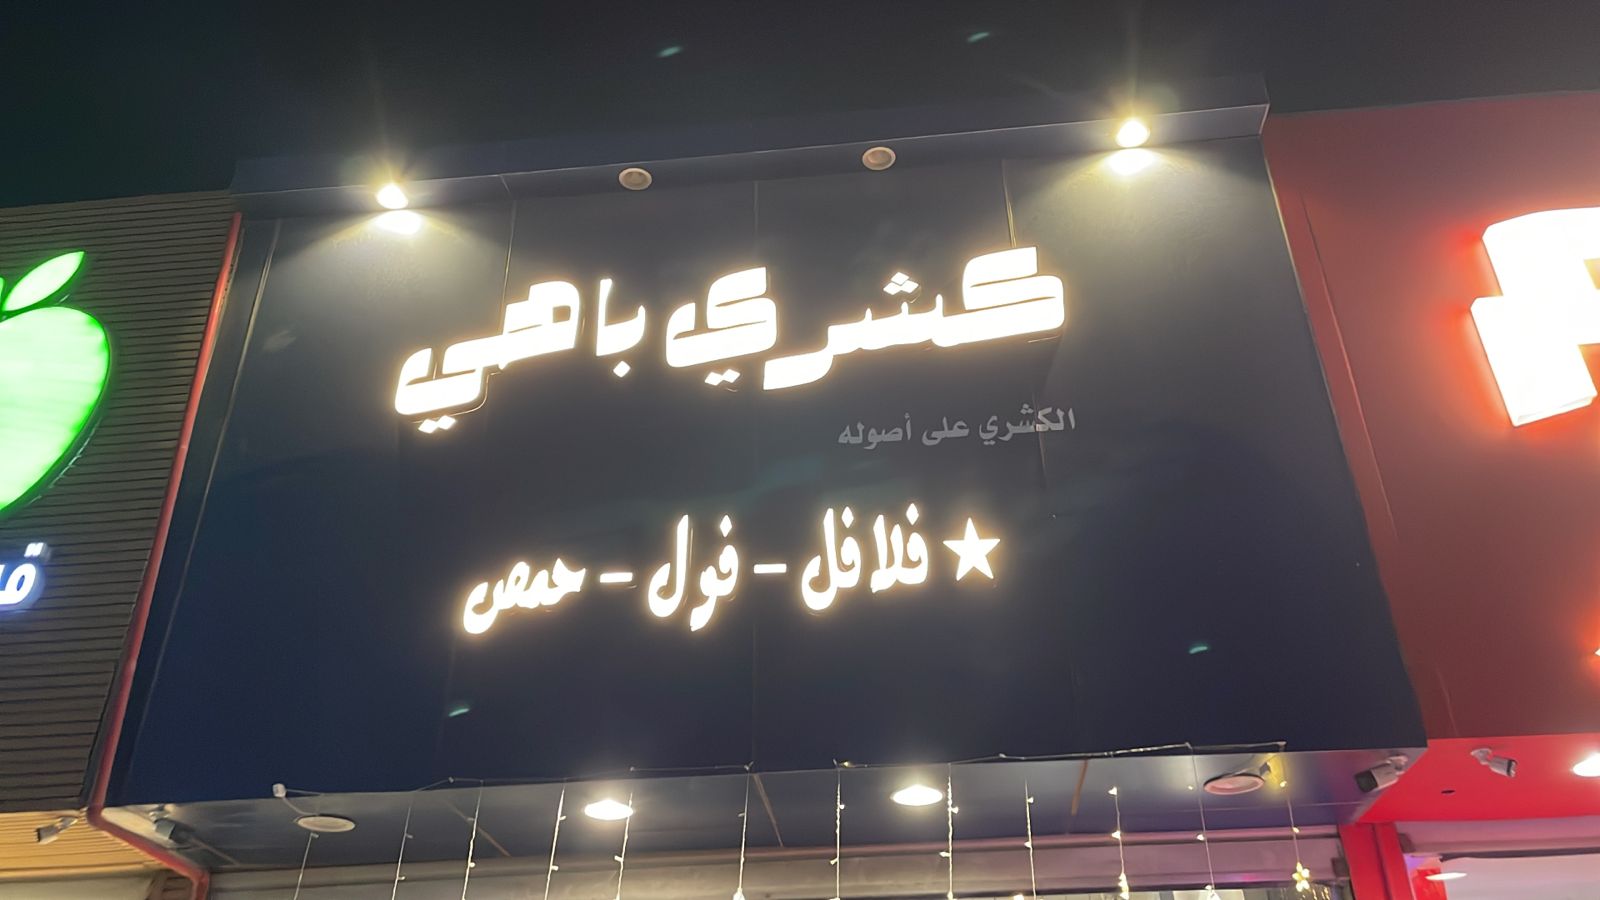 كشري باهي
الكشري على أصوله
★ فلافل - فول - حمص